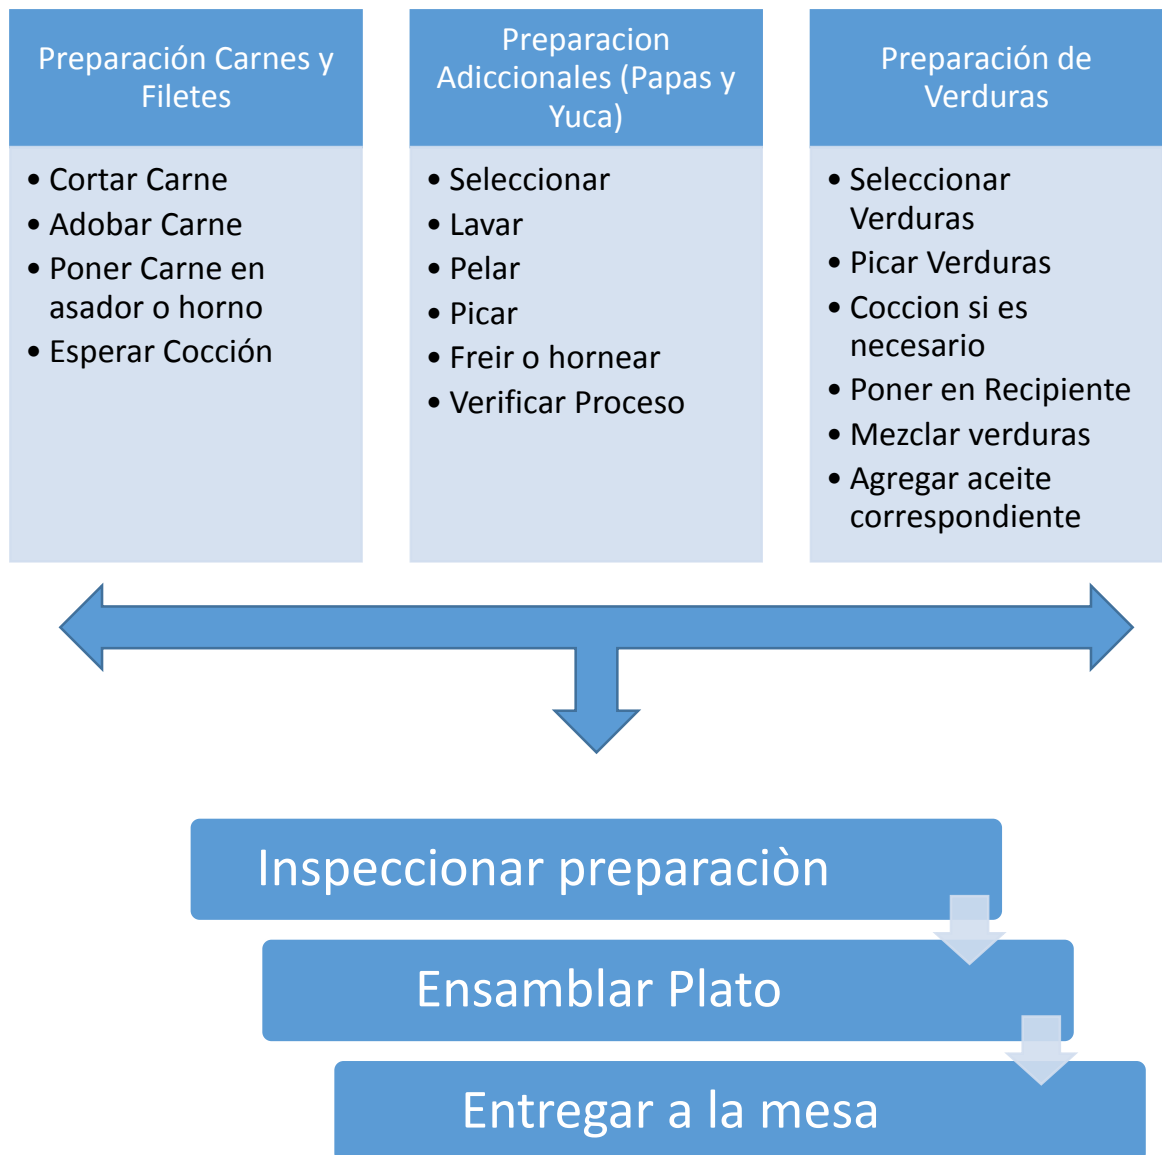 Preparación Carnes y
Filetes
• Cortar Carne
• Adobar Carne
• Poner Carne en
asador o horno
• Esperar Cocción
Preparacion
Adiccionales (Papas y
Yuca)
• Seleccionar
• Lavar
• Pelar
• Picar
• Freir o hornear
• Verificar Proceso
Preparación de
Verduras
• Seleccionar
Verduras
• Picar Verduras
• Coccion si es
necesario
• Poner en Recipiente
• Mezclar verduras
• Agregar aceite
correspondiente
Inspeccionar preparaciòn
Ensamblar Plato
Entregar a la mesa